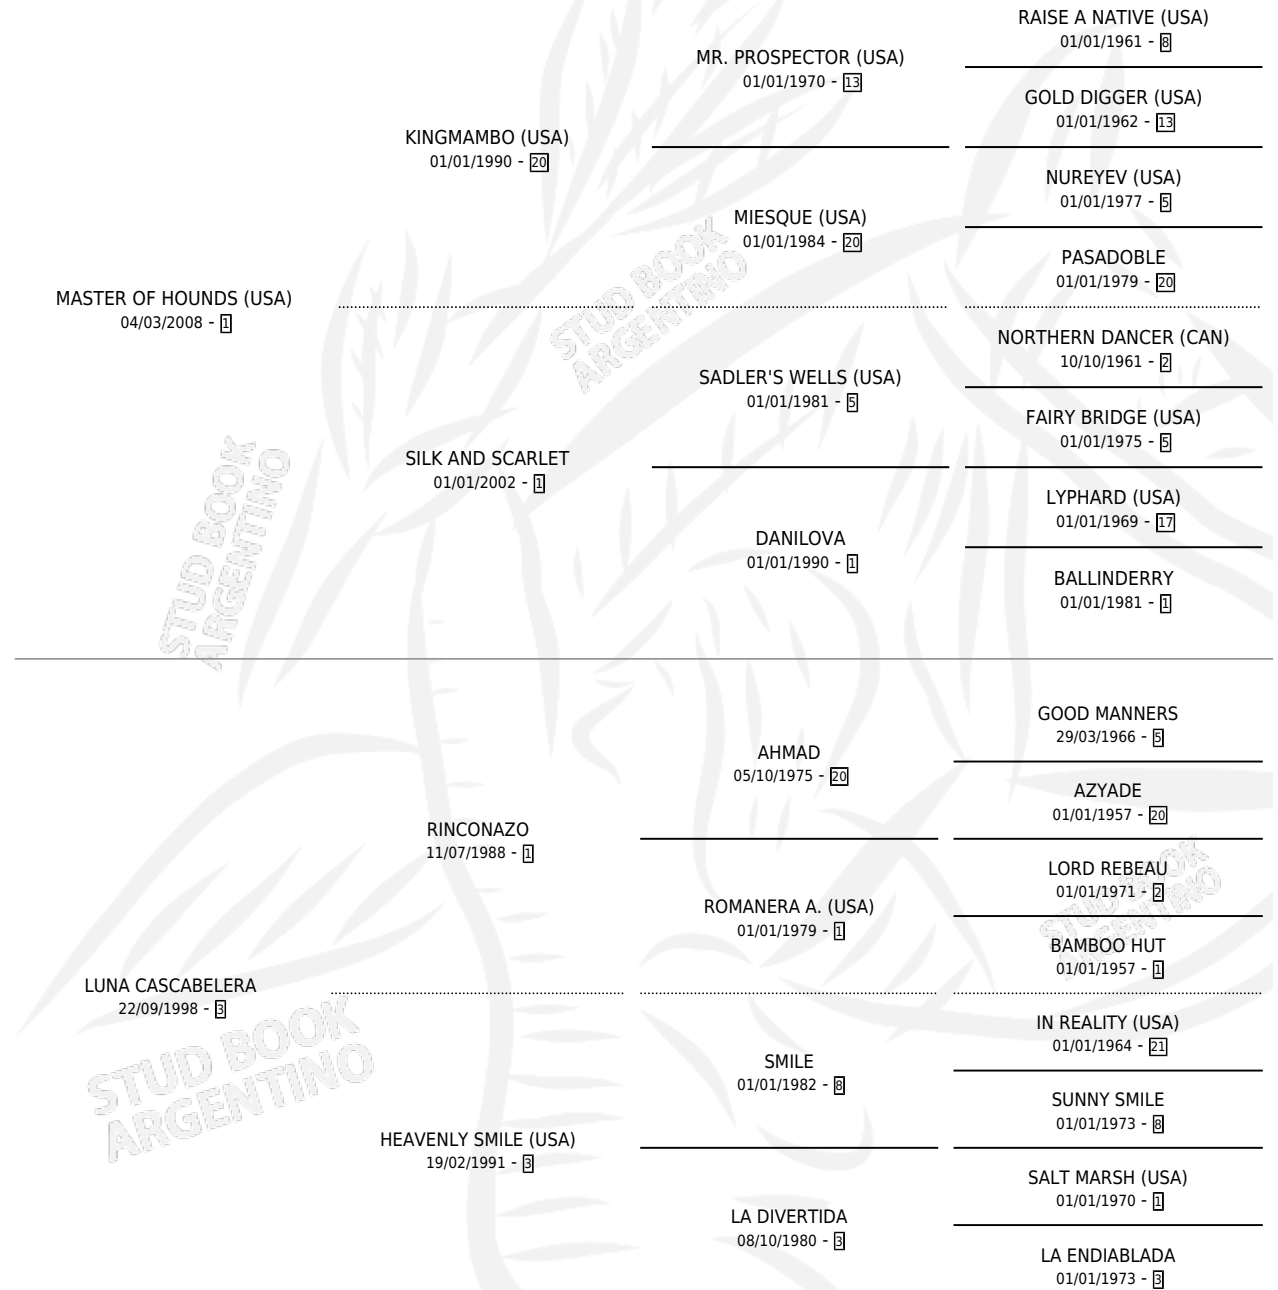 RAISE A NATIVE (USA)
01/01/1961 - 8
MR. PROSPECTOR (USA)
01/01/1970 - 13
GOLD DIGGER (USA)
01/01/1962 - 13
KINGMAMBO (USA)
01/01/1990 - 20
NUREYEV (USA)
01/01/1977 - 5
MIESQUE (USA)
01/01/1984 - 20
PASADOBLE
01/01/1979 - 20
MASTER OF HOUNDS (USA)
04/03/2008 - 1
NORTHERN DANCER (CAN)
10/10/1961 - 2
SADLER'S WELLS (USA)
01/01/1981 - 5
FAIRY BRIDGE (USA)
01/01/1975 - 5
SILK AND SCARLET
01/01/2002 - 1
LYPHARD (USA)
01/01/1969 - 17
DANILOVA
01/01/1990 - 1
BALLINDERRY
01/01/1981 - 1
GOOD MANNERS
29/03/1966 - 5
AHMAD
05/10/1975 - 20
AZYADE
01/01/1957 - 20
RINCONAZO
11/07/1988 - 1
LORD REBEAU
01/01/1971 - 2
ROMANERA A. (USA)
01/01/1979 - 1
BAMBOO HUT
01/01/1957 - 1
LUNA CASCABELERA
22/09/1998 - 3
IN REALITY (USA)
01/01/1964 - 21
SMILE
01/01/1982 - 8
SUNNY SMILE
01/01/1973 - 8
HEAVENLY SMILE (USA)
19/02/1991 - 3
SALT MARSH (USA)
01/01/1970 - 1
LA DIVERTIDA
08/10/1980 - 3
LA ENDIABLADA
01/01/1973 - 3
STUD BOOK
ARGENTINO
STUD BOOK
ARGENTINO
STUD BOOK
ARGENTINO
STUD BOOK
ARGENTINO